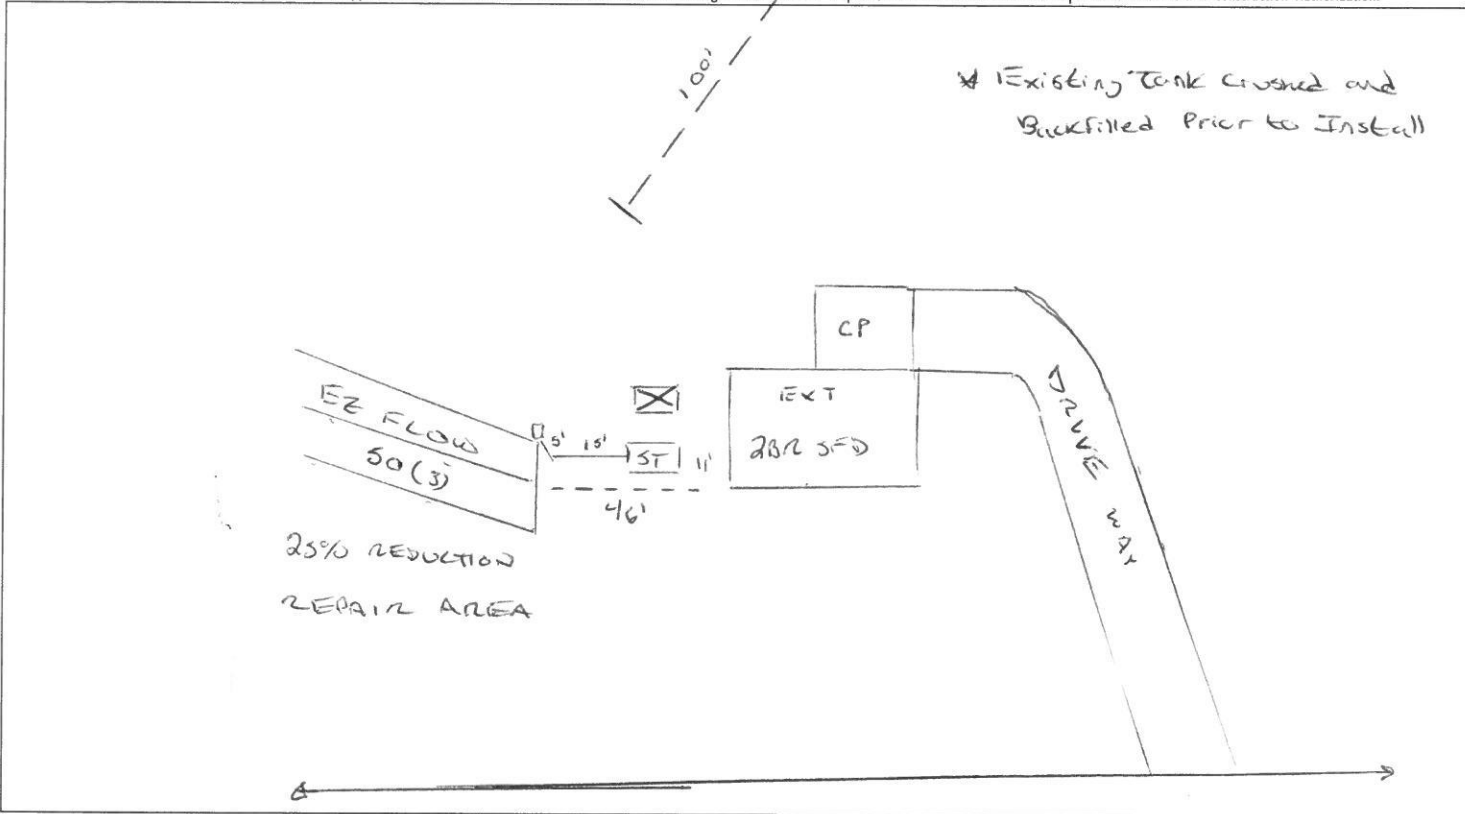 100'
* Existing Tank Crushed and
Backfilled Prior to Install
CP
EXT
2BR SFD
DRIVE WAY
EZ FLOW
50 (3)
5'
15'
ST
11'
46'
25% REDUCTION
REPAIR AREA